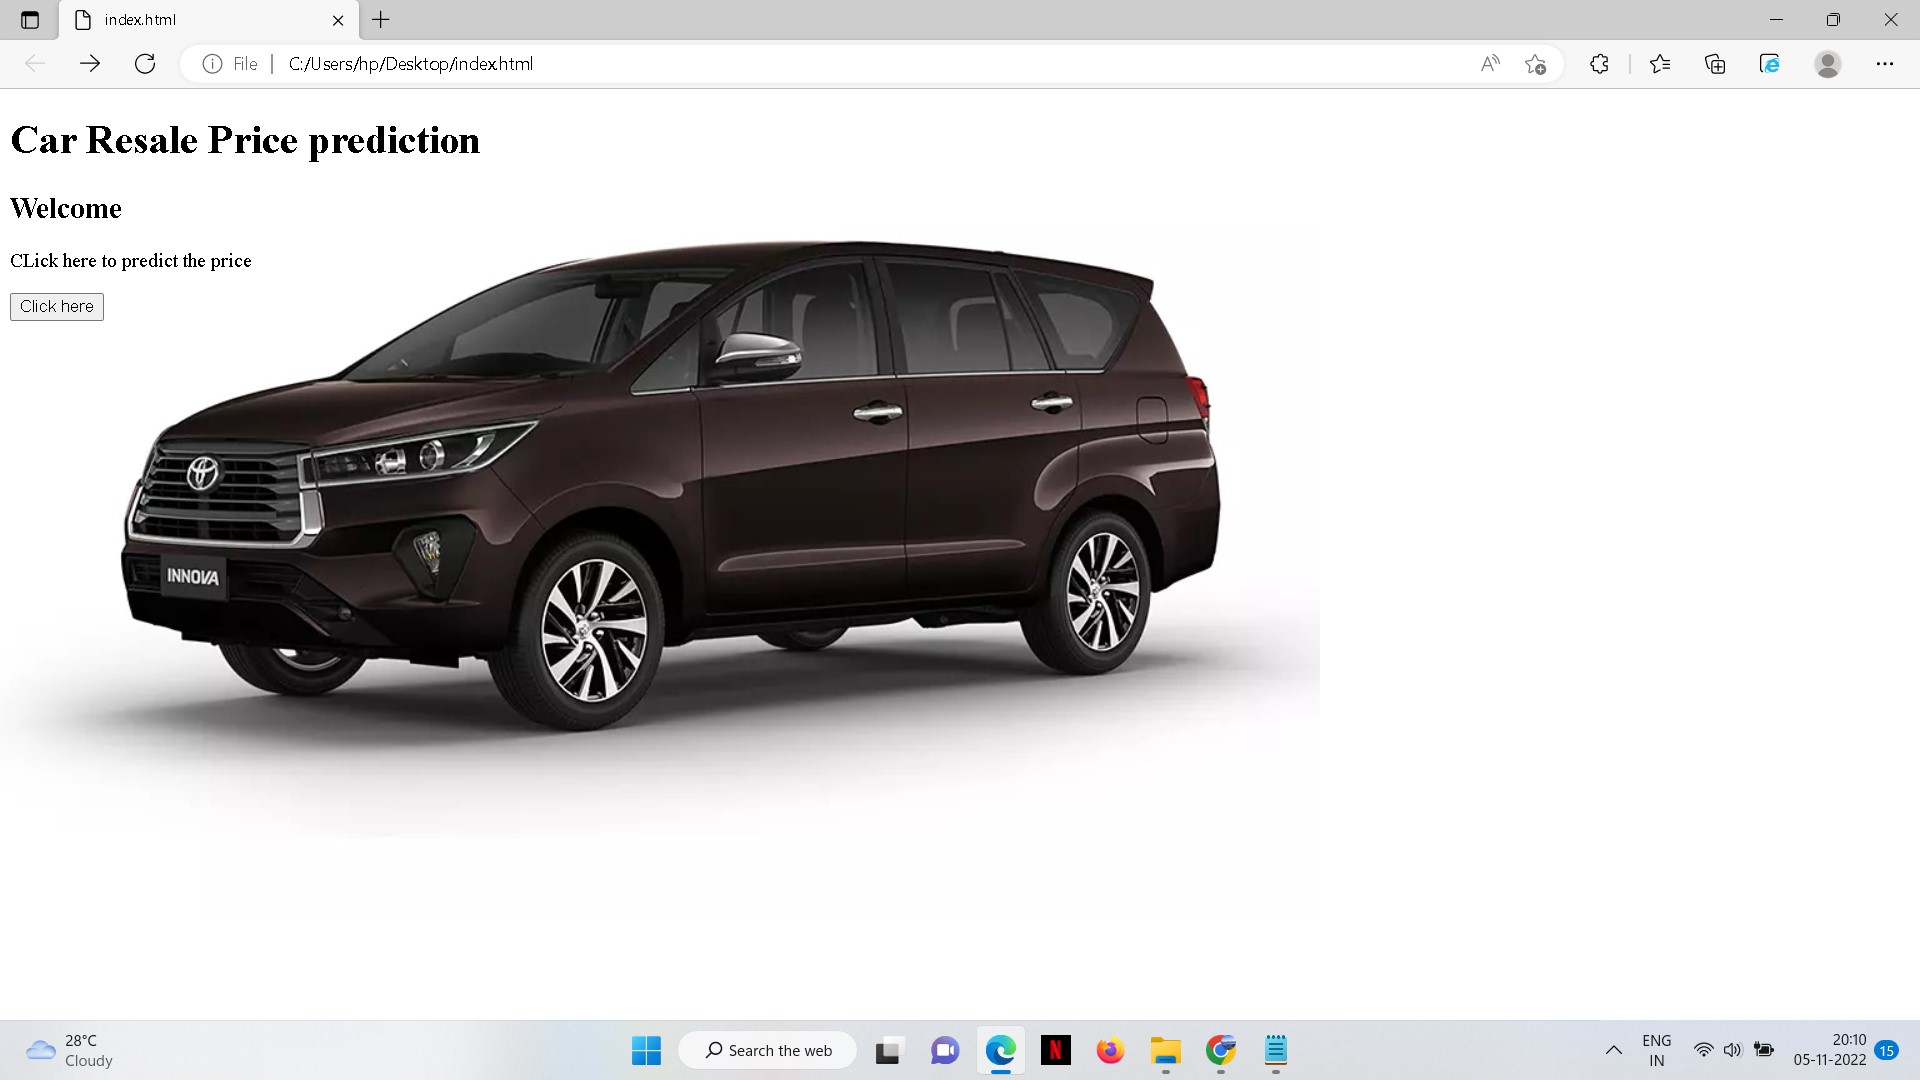 index.html
File
C:/Users/hp/Desktop/index.html
Car Resale Price prediction
Welcome
CLick here to predict the price
Click here
INNOVA
28°C
Cloudy
Search the web
N
ENG
IN
20:10
05-11-2022
15